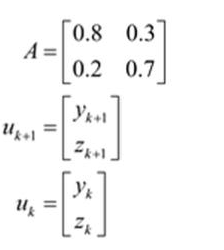 A = [0.8 0.3
0.2 0.7]
u_{k+1} = [y_{k+1}
z_{k+1}]
u_k = [y_k
z_k]